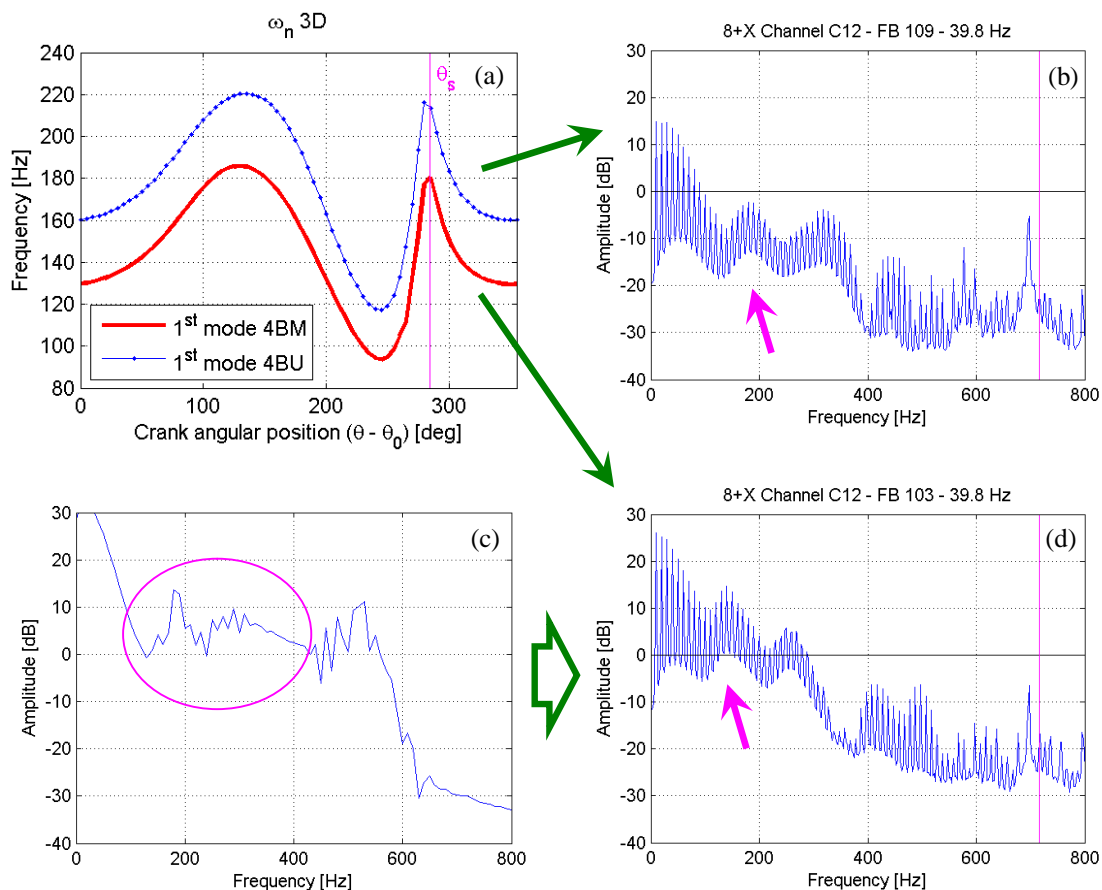 ωn 3D
(a)
θs
240
220
200
180
160
140
120
100
80
Frequency [Hz]
1st mode 4BM
1st mode 4BU
0 100 200 300
Crank angular position (θ - θ0) [deg]
8+X Channel C12 - FB 109 - 39.8 Hz
(b)
30
20
10
0
-10
-20
-30
-40
Amplitude [dB]
0 200 400 600 800
Frequency [Hz]
(c)
30
20
10
0
-10
-20
-30
-40
Amplitude [dB]
0 200 400 600 800
Frequency [Hz]
8+X Channel C12 - FB 103 - 39.8 Hz
(d)
30
20
10
0
-10
-20
-30
-40
Amplitude [dB]
0 200 400 600 800
Frequency [Hz]